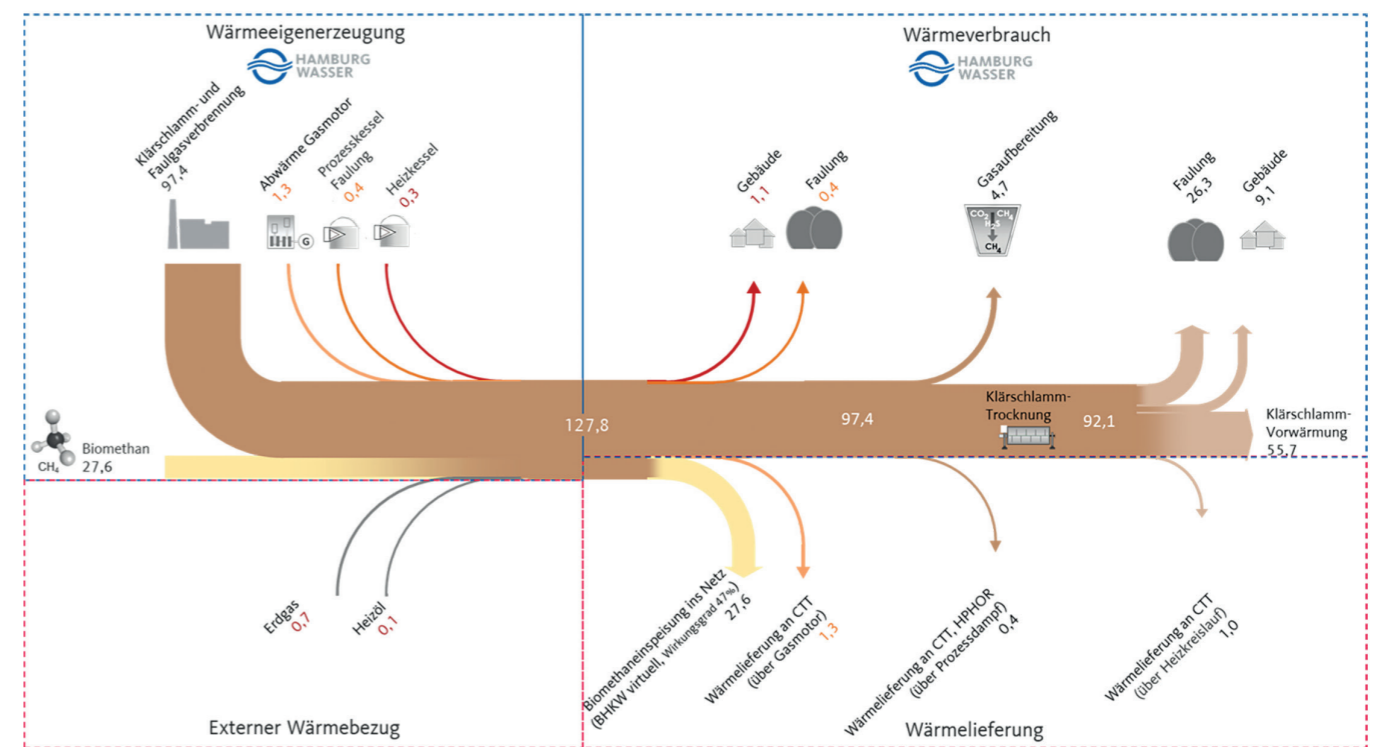 Wärmeeigenerzeugung
HAMBURG
WASSER
Klärschlamm- und
Faulgasverbrennung
97,4
Abwärme Gasmotor
1,3
Prozesskessel
Faulung
0,4
Heizkessel
0,3
G
Wärmeverbrauch
HAMBURG
WASSER
Gebäude
1,1
Faulung
0,4
Gasaufbereitung
4,7
CO₂ CH₄
H₂S
CH₄
Faulung
26,3
Gebäude
9,1
127,8
97,4
Klärschlamm-
Trocknung
92,1
Klärschlamm-
Vorwärmung
55,7
CH₄
Biomethan
27,6
Erdgas
0,7
Heizöl
0,1
Externer Wärmebezug
Biomethaneinspeisung ins Netz
(BHKW virtuell, Wirkungsgrad 47%)
27,6
Wärmelieferung an CTT
(über Gasmotor)
1,3
Wärmelieferung an CTT, HPHOR
(über Prozessdampf)
0,4
Wärmelieferung an CTT
(über Heizkreislauf)
1,0
Wärmelieferung